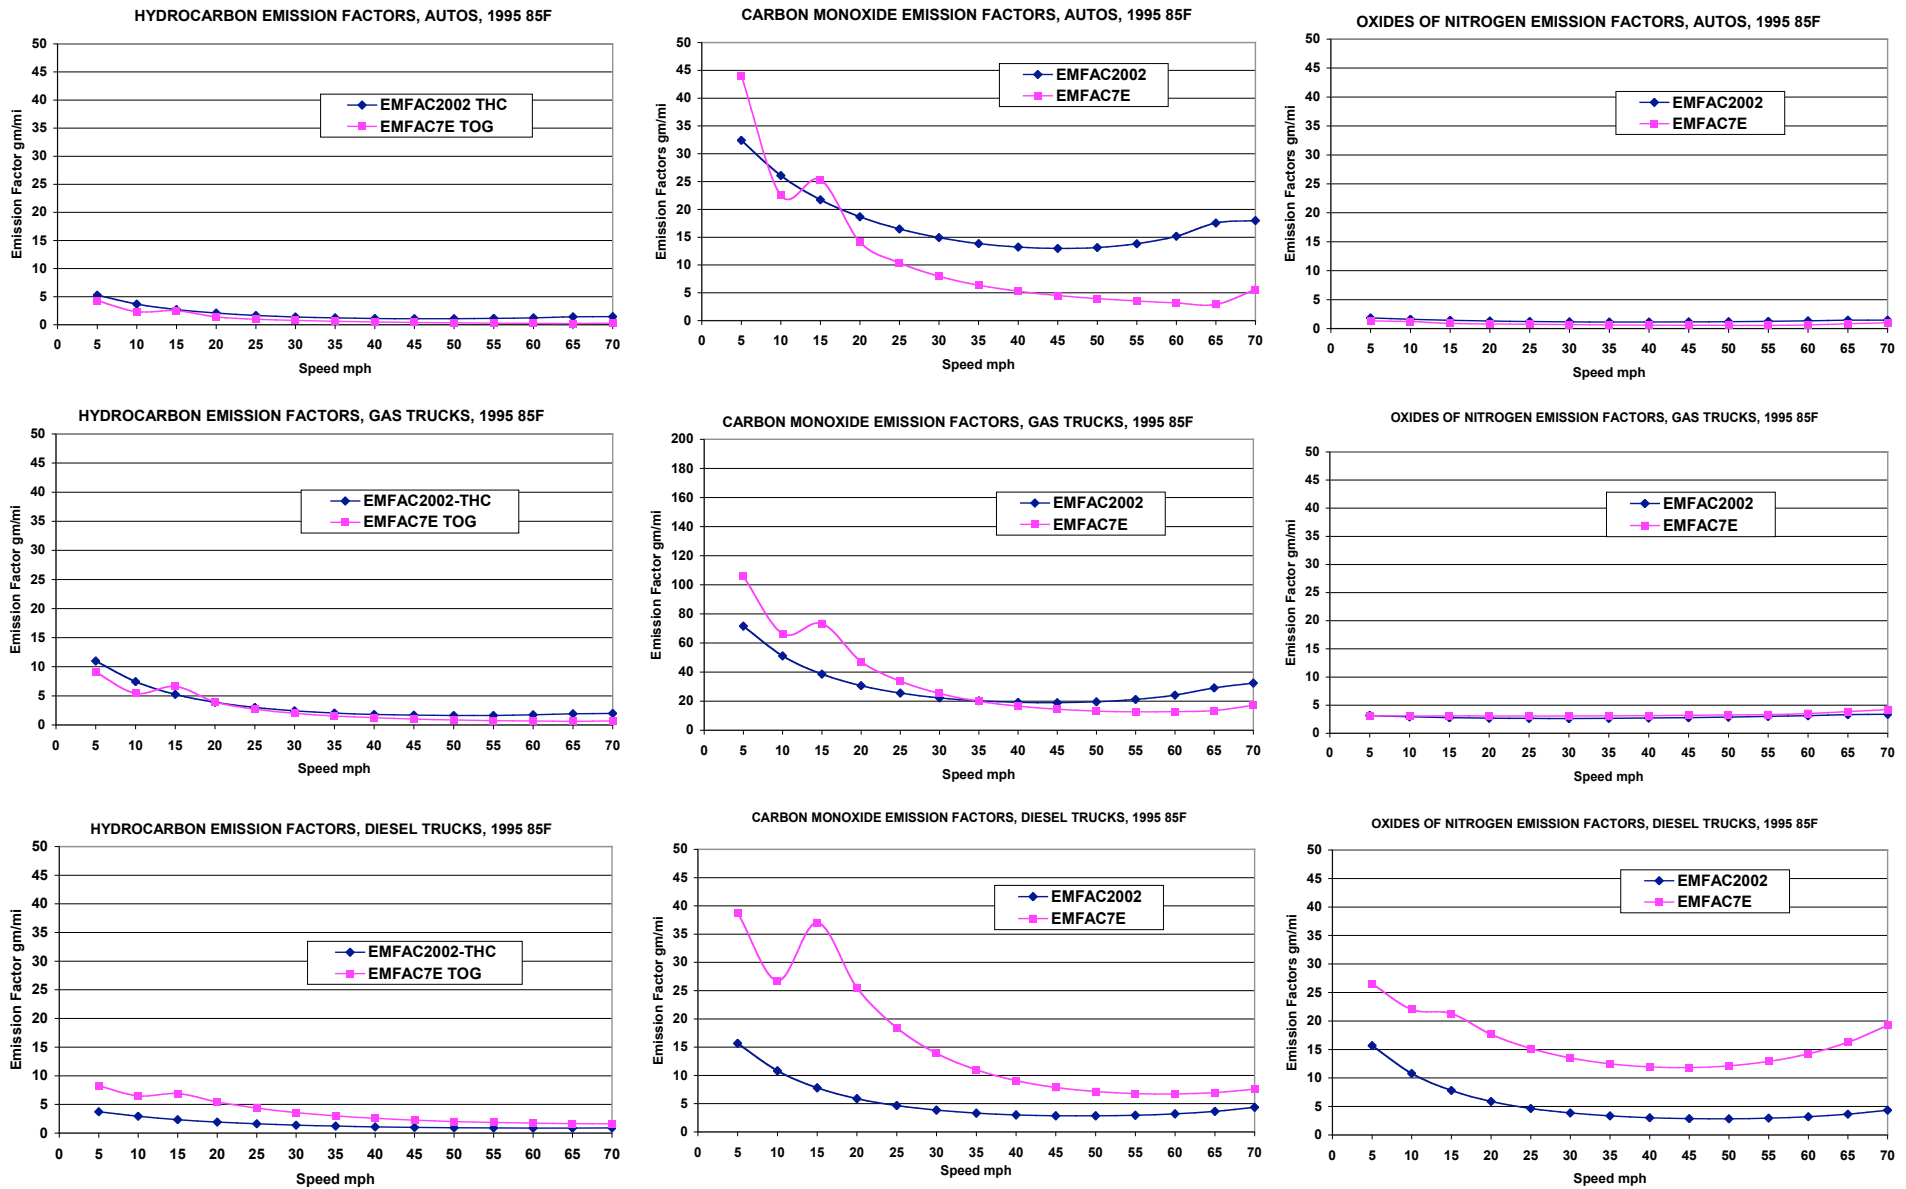 HYDROCARBON EMISSION FACTORS, AUTOS, 1995 85F
50
45
40
35
30
25
20
15
10
5
0
Emission Factor gm/mi
EMFAC2002 THC
EMFAC7E TOG
0 5 10 15 20 25 30 35 40 45 50 55 60 65 70
Speed mph
CARBON MONOXIDE EMISSION FACTORS, AUTOS, 1995 85F
50
45
40
35
30
25
20
15
10
5
0
Emission Factors gm/mi
EMFAC2002
EMFAC7E
0 5 10 15 20 25 30 35 40 45 50 55 60 65 70
Speed mph
OXIDES OF NITROGEN EMISSION FACTORS, AUTOS, 1995 85F
50
45
40
35
30
25
20
15
10
5
0
Emission Factors gm/mi
EMFAC2002
EMFAC7E
0 5 10 15 20 25 30 35 40 45 50 55 60 65 70
Speed mph
HYDROCARBON EMISSION FACTORS, GAS TRUCKS, 1995 85F
50
45
40
35
30
25
20
15
10
5
0
Emission Factor gm/mi
EMFAC2002-THC
EMFAC7E TOG
0 5 10 15 20 25 30 35 40 45 50 55 60 65 70
Speed mph
CARBON MONOXIDE EMISSION FACTORS, GAS TRUCKS, 1995 85F
200
180
160
140
120
100
80
60
40
20
0
Emission Factor gm/mi
EMFAC2002
EMFAC7E
0 5 10 15 20 25 30 35 40 45 50 55 60 65 70
Speed mph
OXIDES OF NITROGEN EMISSION FACTORS, GAS TRUCKS, 1995 85F
50
45
40
35
30
25
20
15
10
5
0
Emission Factor gm/mi
EMFAC2002
EMFAC7E
0 5 10 15 20 25 30 35 40 45 50 55 60 65 70
Speed mph
HYDROCARBON EMISSION FACTORS, DIESEL TRUCKS, 1995 85F
50
45
40
35
30
25
20
15
10
5
0
Emission Factor gm/mi
EMFAC2002-THC
EMFAC7E TOG
0 5 10 15 20 25 30 35 40 45 50 55 60 65 70
Speed mph
CARBON MONOXIDE EMISSION FACTORS, DIESEL TRUCKS, 1995 85F
50
45
40
35
30
25
20
15
10
5
0
Emission Factor gm/mi
EMFAC2002
EMFAC7E
0 5 10 15 20 25 30 35 40 45 50 55 60 65 70
Speed mph
OXIDES OF NITROGEN EMISSION FACTORS, DIESEL TRUCKS, 1995 85F
50
45
40
35
30
25
20
15
10
5
0
Emission Factors gm/mi
EMFAC2002
EMFAC7E
0 5 10 15 20 25 30 35 40 45 50 55 60 65 70
Speed mph